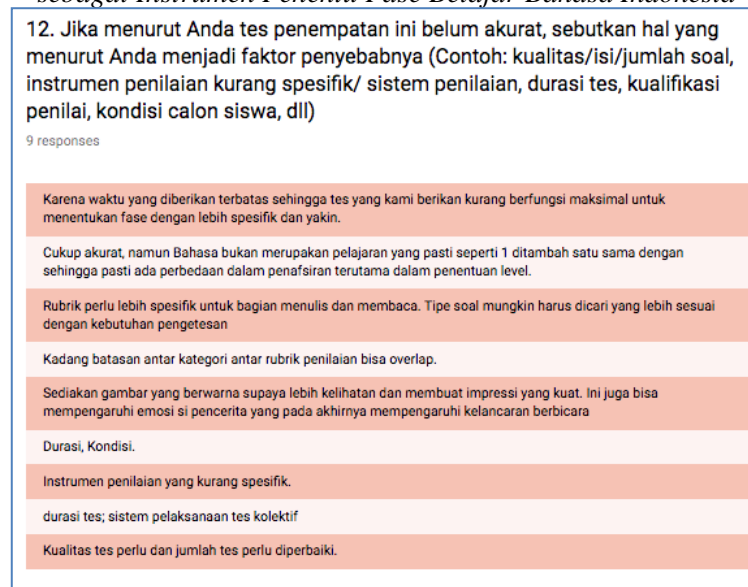 sebagai Instrumen Penentu Fase Belajar Bahasa Indonesia
12. Jika menurut Anda tes penempatan ini belum akurat, sebutkan hal yang
menurut Anda menjadi faktor penyebabnya (Contoh: kualitas/isi/jumlah soal,
instrumen penilaian kurang spesifik/ sistem penilaian, durasi tes, kualifikasi
penilai, kondisi calon siswa, dll)
9 responses
Karena waktu yang diberikan terbatas sehingga tes yang kami berikan kurang berfungsi maksimal untuk
menentukan fase dengan lebih spesifik dan yakin.
Cukup akurat, namun Bahasa bukan merupakan pelajaran yang pasti seperti 1 ditambah satu sama dengan
sehingga pasti ada perbedaan dalam penafsiran terutama dalam penentuan level.
Rubrik perlu lebih spesifik untuk bagian menulis dan membaca. Tipe soal mungkin harus dicari yang lebih sesuai
dengan kebutuhan pengetesan
Kadang batasan antar kategori antar rubrik penilaian bisa overlap.
Sediakan gambar yang berwarna supaya lebih kelihatan dan membuat impressi yang kuat. Ini juga bisa
mempengaruhi emosi si pencerita yang pada akhirnya mempengaruhi kelancaran berbicara
Durasi, Kondisi.
Instrumen penilaian yang kurang spesifik.
durasi tes; sistem pelaksanaan tes kolektif
Kualitas tes perlu dan jumlah tes perlu diperbaiki.